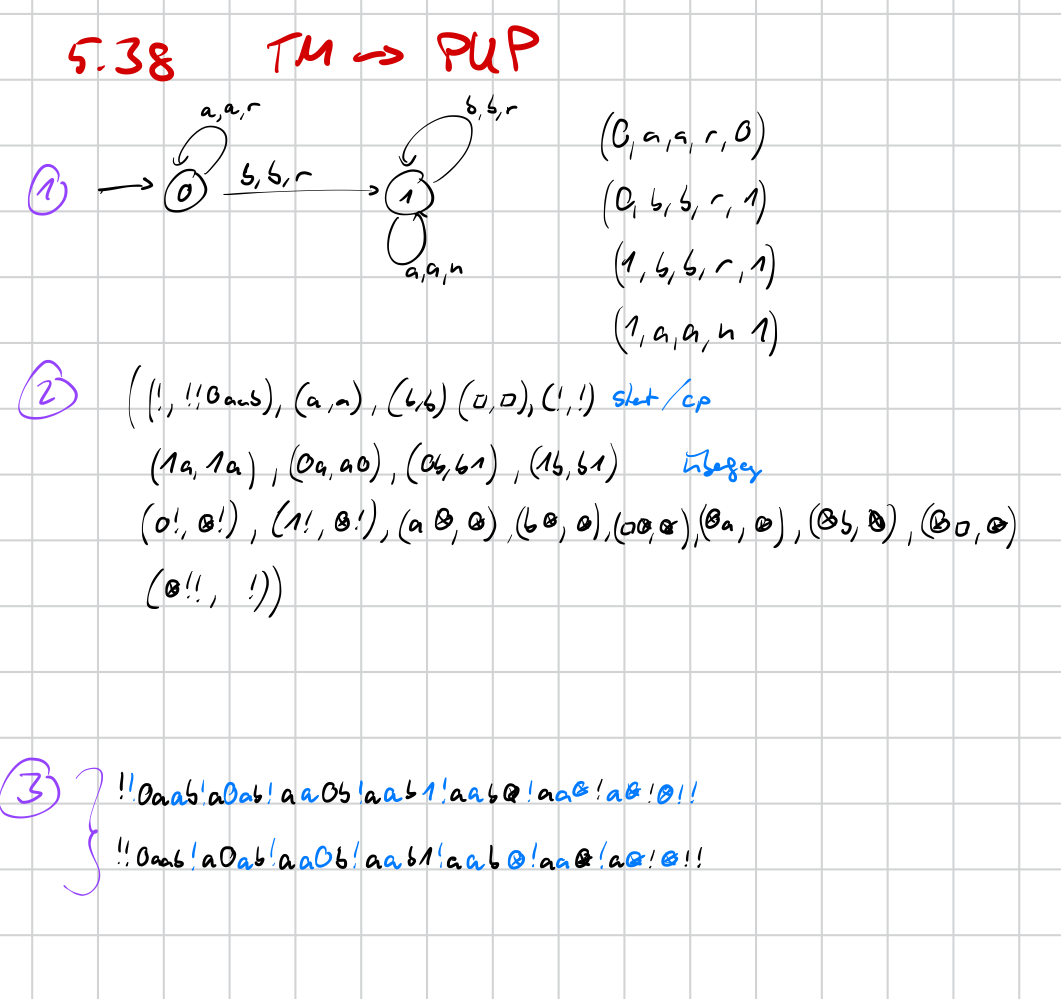 5.38 TM → PKP
a,a,r
b,b,r
(0,a,a,r,0)
① 0 b,b,r 1
(0,b,b,r,1)
a,a,n
(1,b,b,r,1)
(1,a,a,n 1)
② ((!, !!0aab), (a,a), (b,b) (□,□), (!,!) start/cp
(1a,1a), (0a,a0), (0b,b1), (1b,b1)
(0!, ⊗!), (1!, ⊗!), (a⊗,⊗), (b⊗,⊗), (□⊗,⊗), (⊗a,⊗), (⊗b,⊗), (⊗□,⊗)
(⊗!!, !))
③ !!0aab!a0ab!aa0b!aab1!aab⊗!aa⊗!a⊗!⊗!!
!!0aab!a0ab!aa0b!aab1!aab⊗!aa⊗!a⊗!⊗!!